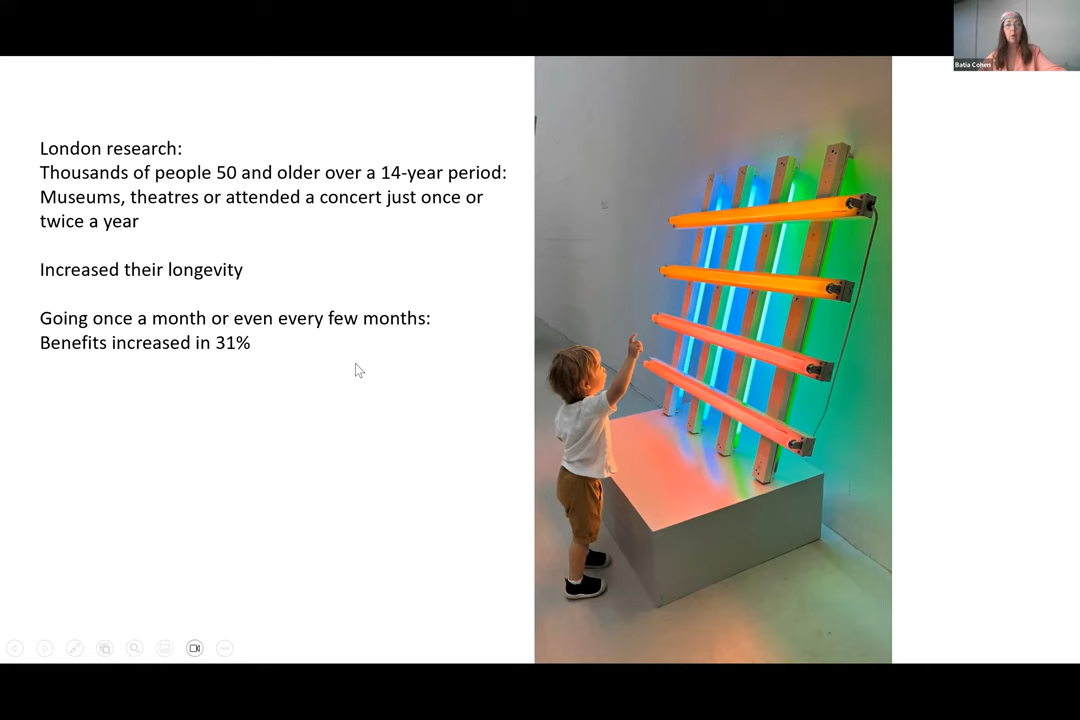 Batia Cohen
London research:
Thousands of people 50 and older over a 14-year period:
Museums, theatres or attended a concert just once or
twice a year
Increased their longevity
Going once a month or even every few months:
Benefits increased in 31%